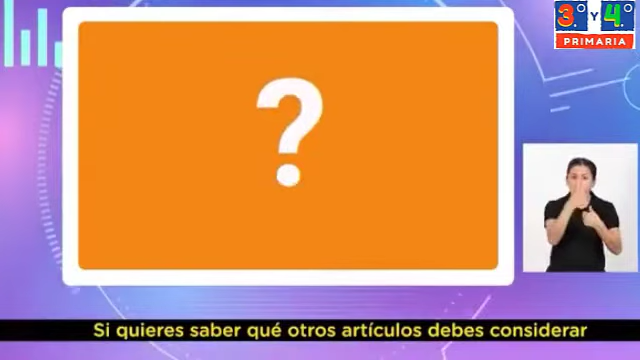 3.º Y 4.º
PRIMARIA
?
Si quieres saber qué otros artículos debes considerar